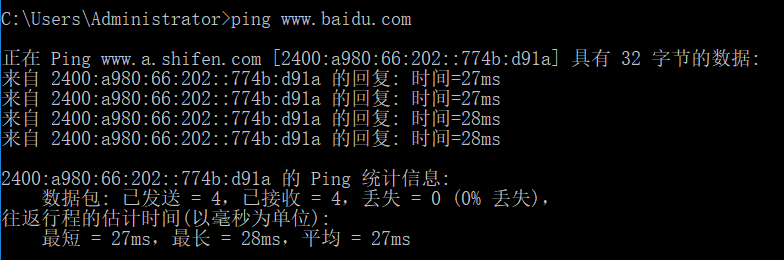 C:\Users\Administrator>ping www.baidu.com
正在 Ping www.a.shifen.com [2400:a980:66:202::774b:d91a] 具有 32 字节的数据:
来自 2400:a980:66:202::774b:d91a 的回复: 时间=27ms
来自 2400:a980:66:202::774b:d91a 的回复: 时间=27ms
来自 2400:a980:66:202::774b:d91a 的回复: 时间=28ms
来自 2400:a980:66:202::774b:d91a 的回复: 时间=28ms
2400:a980:66:202::774b:d91a 的 Ping 统计信息:
数据包: 已发送 = 4，已接收 = 4，丢失 = 0 (0% 丢失)，
往返行程的估计时间(以毫秒为单位):
最短 = 27ms，最长 = 28ms，平均 = 27ms